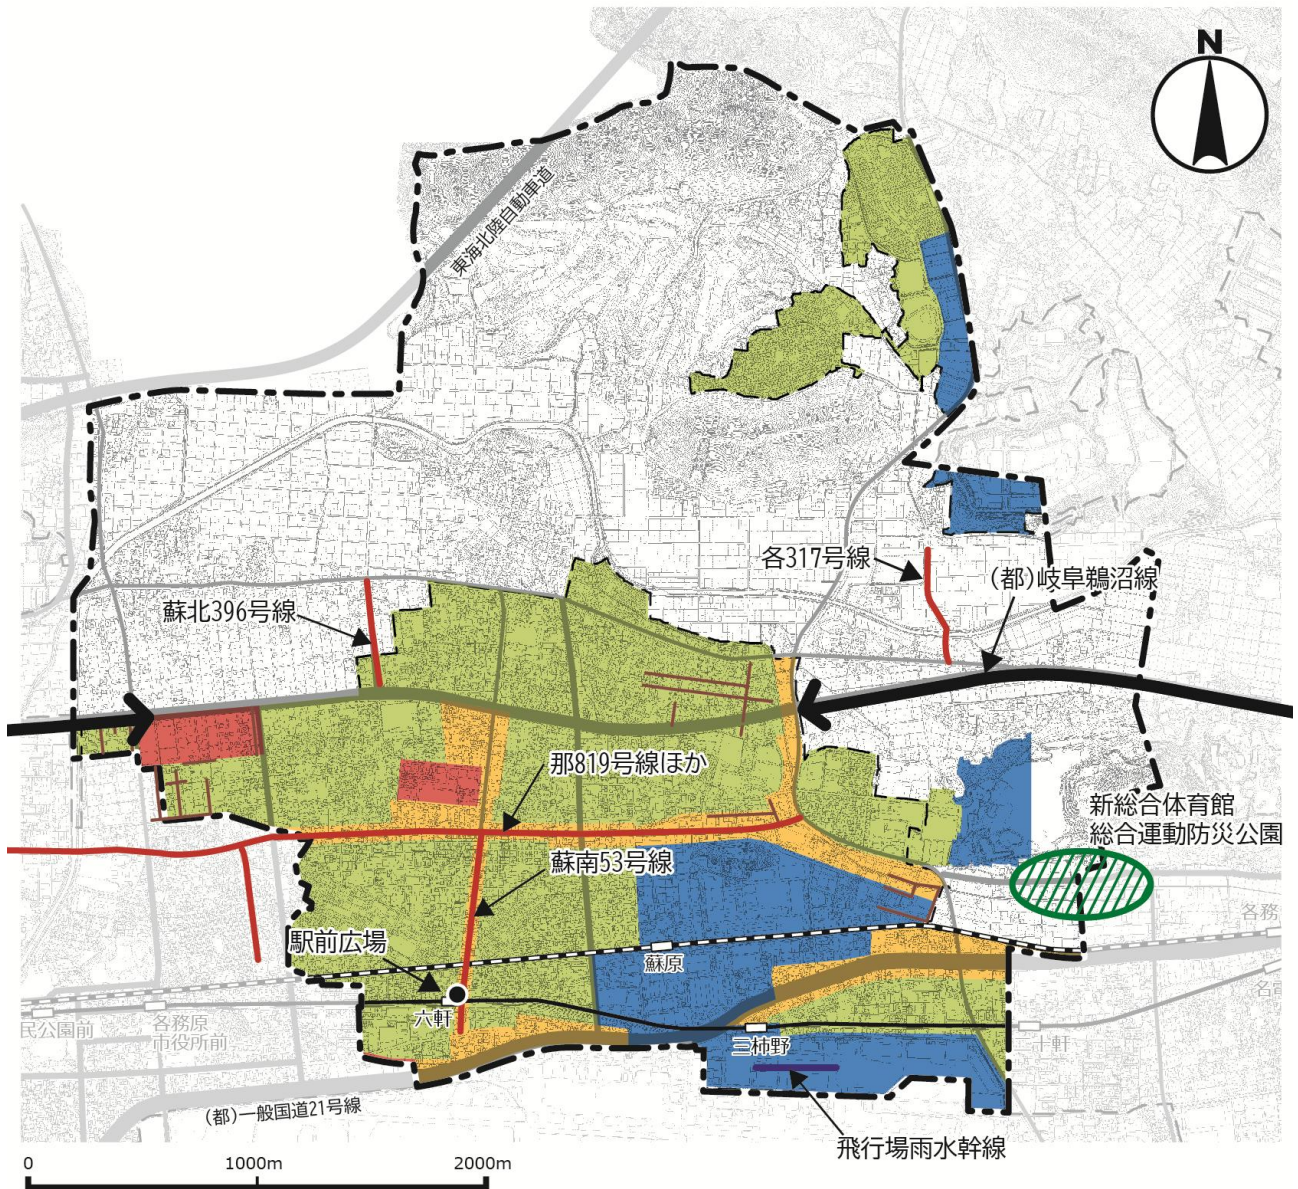 N
東海北陸自動車道
各317号線
(都)岐阜鵜沼線
蘇北396号線
那819号線ほか
新総合体育館
総合運動防災公園
蘇南53号線
各務
駅前広場
蘇原
名電
六軒
民公園前
各務原
市役所前
三柿野
十軒
(都)一般国道21号線
飛行場雨水幹線
0
1000m
2000m